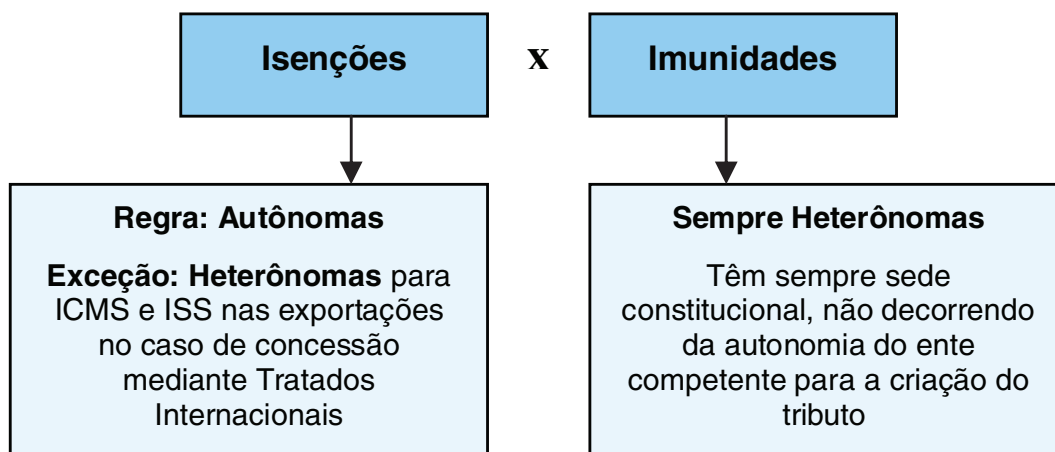 Isenções x Imunidades
Regra: Autônomas
Exceção: Heterônomas para
ICMS e ISS nas exportações
no caso de concessão
mediante Tratados
Internacionais
Sempre Heterônomas
Têm sempre sede
constitucional, não decorrendo
da autonomia do ente
competente para a criação do
tributo